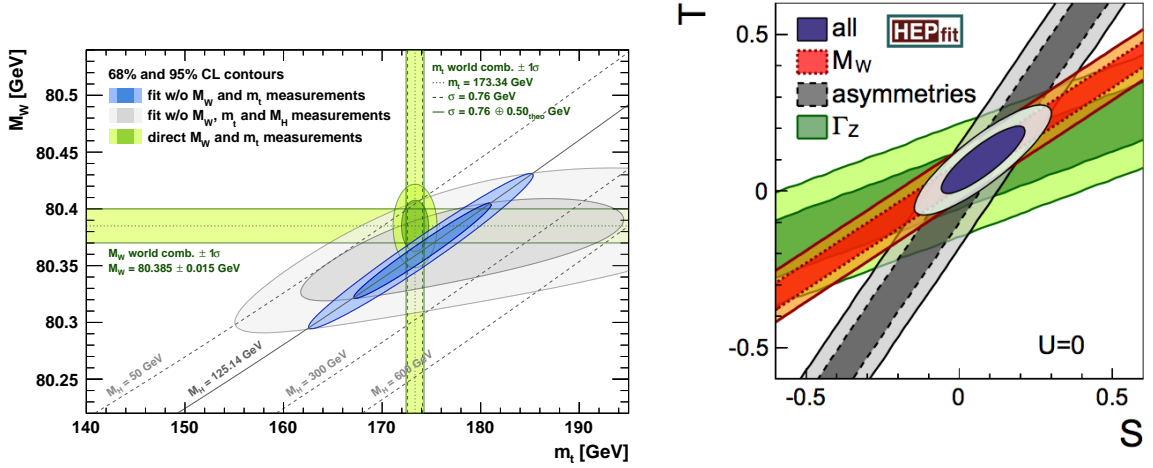 M_W [GeV]
80.5
80.45
80.4
80.35
80.3
80.25
140
150
160
170
180
190
m_t [GeV]
68% and 95% CL contours
fit w/o M_W and m_t measurements
fit w/o M_W, m_t and M_H measurements
direct M_W and m_t measurements
m_t world comb. ± 1σ
m_t = 173.34 GeV
σ = 0.76 GeV
σ = 0.76 ⊕ 0.50_theo GeV
M_W world comb. ± 1σ
M_W = 80.385 ± 0.015 GeV
M_H = 50 GeV
M_H = 125.14 GeV
M_H = 300 GeV
M_H = 600 GeV
T
0.5
0
-0.5
all
M_W
asymmetries
Γ_Z
HEPfit
U=0
-0.5
0
0.5
S